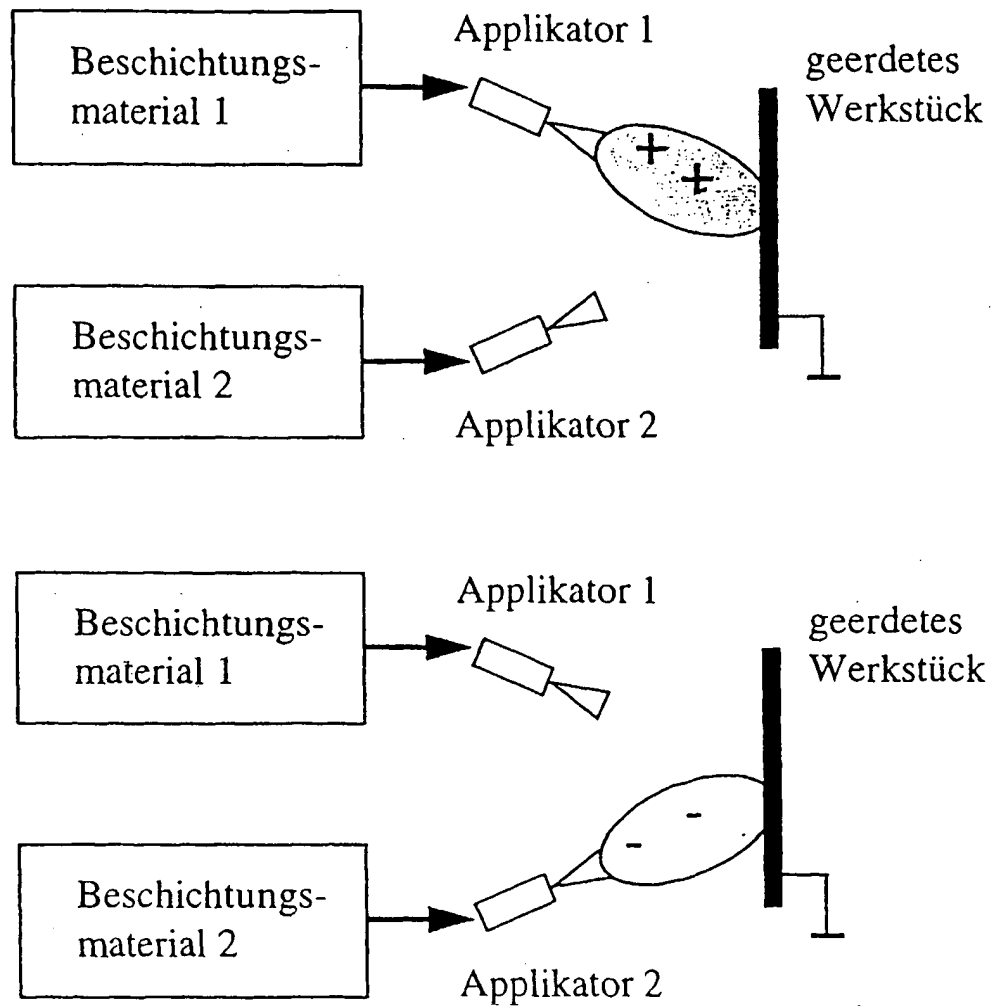 Applikator 1
Beschichtungs-
material 1
geerdetes
Werkstück
+
+
Beschichtungs-
material 2
Applikator 2
Applikator 1
Beschichtungs-
material 1
geerdetes
Werkstück
-
-
Beschichtungs-
material 2
Applikator 2